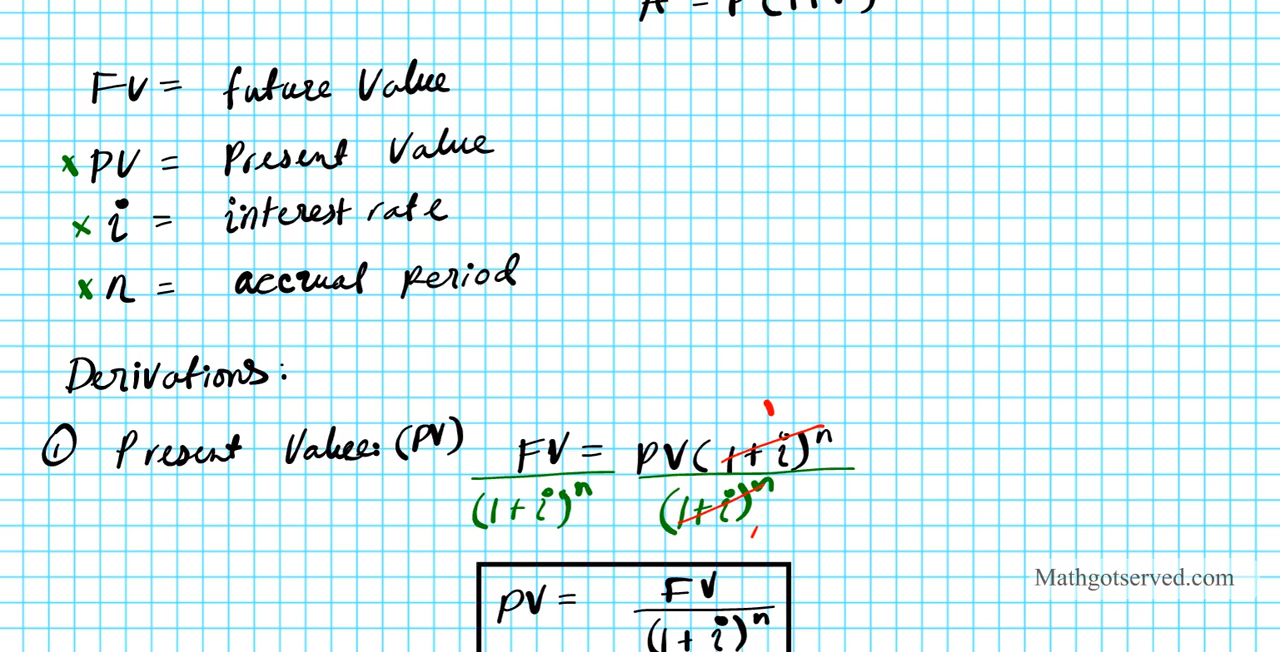 FV = future Value
x PV = Present Value
x i = interest rate
x n = accrual period
Derivations:
① Present Value: (PV) FV = PV(1+i)^n
(1+i)^n (1+i)^n
Mathgotserved.com
PV = FV
(1+i)^n